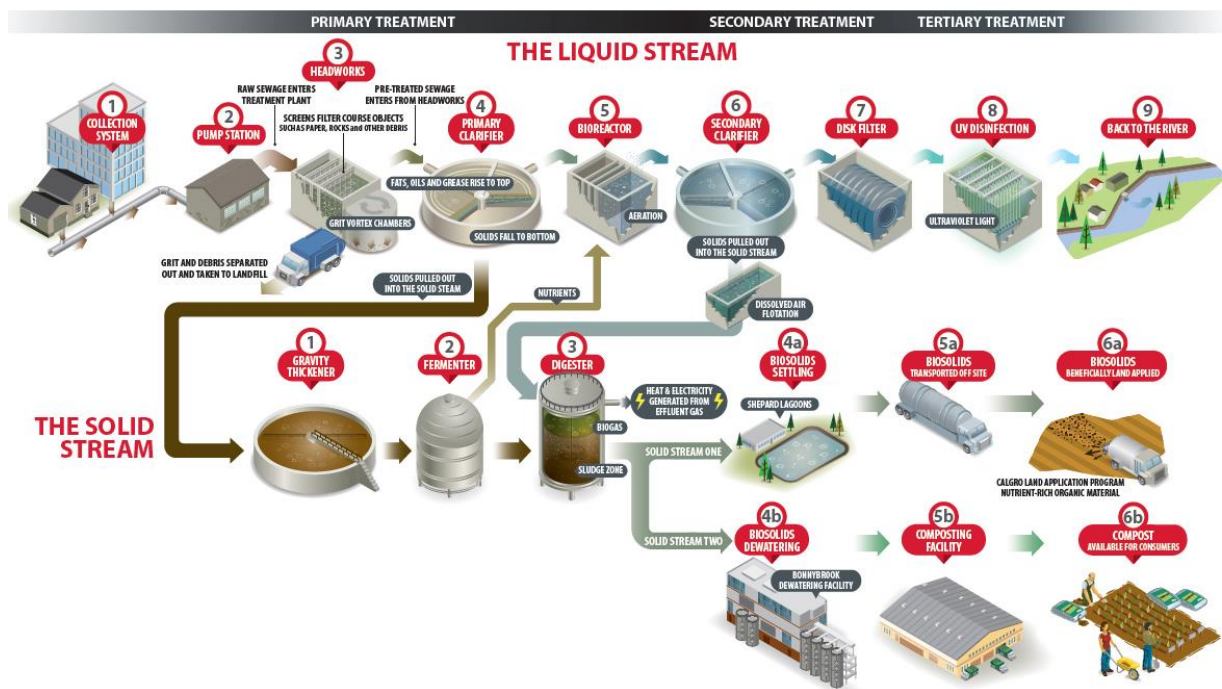 PRIMARY TREATMENT
SECONDARY TREATMENT
TERTIARY TREATMENT
THE LIQUID STREAM
1
COLLECTION
SYSTEM
2
PUMP STATION
3
HEADWORKS
RAW SEWAGE ENTERS
TREATMENT PLANT
PRE-TREATED SEWAGE
ENTERS FROM HEADWORKS
SCREENS FILTER COURSE OBJECTS
SUCH AS PAPER, ROCKS and OTHER DEBRIS
GRIT VORTEX CHAMBERS
GRIT AND DEBRIS SEPARATED
OUT AND TAKEN TO LANDFILL
4
PRIMARY
CLARIFIER
FATS, OILS AND GREASE RISE TO TOP
SOLIDS FALL TO BOTTOM
SOLIDS PULLED OUT
INTO THE SOLID STEAM
5
BIOREACTOR
AERATION
NUTRIENTS
6
SECONDARY
CLARIFIER
SOLIDS PULLED OUT
INTO THE SOLID STREAM
DISSOLVED AIR
FLOTATION
7
DISK FILTER
8
UV DISINFECTION
ULTRAVIOLET LIGHT
9
BACK TO THE RIVER
THE SOLID
STREAM
1
GRAVITY
THICKENER
2
FERMENTER
3
DIGESTER
HEAT & ELECTRICITY
GENERATED FROM
EFFLUENT GAS
BIOGAS
SLUDGE ZONE
SOLID STREAM ONE
SOLID STREAM TWO
4a
BIOSOLIDS
SETTLING
SHEPARD LAGOONS
5a
BIOSOLIDS
TRANSPORTED OFF SITE
6a
BIOSOLIDS
BENEFICIALLY LAND APPLIED
CALGRO LAND APPLICATION PROGRAM
NUTRIENT-RICH ORGANIC MATERIAL
4b
BIOSOLIDS
DEWATERING
BONNYBROOK
DEWATERING FACILITY
5b
COMPOSTING
FACILITY
6b
COMPOST
AVAILABLE FOR CONSUMERS